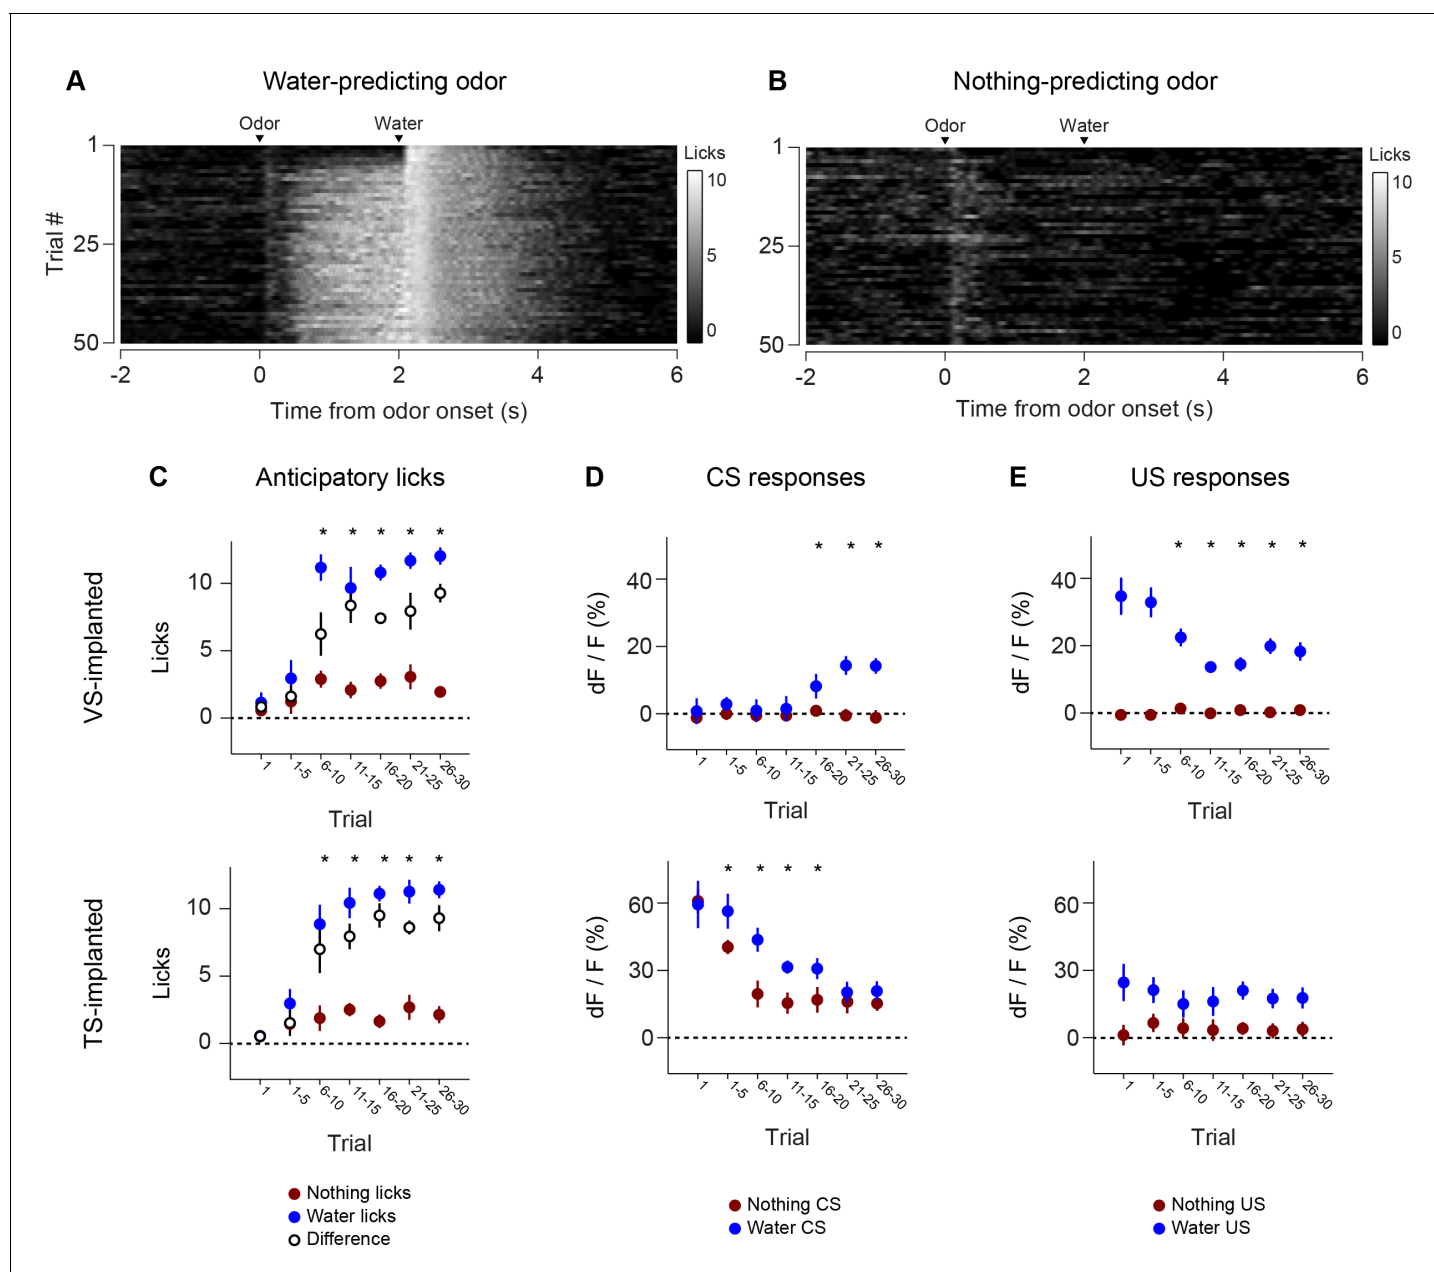 A
Water-predicting odor
Odor
Water
Trial #
1
25
50
Licks
10
5
0
-2
0
2
4
6
Time from odor onset (s)
B
Nothing-predicting odor
Odor
Water
1
25
50
Licks
10
5
0
-2
0
2
4
6
Time from odor onset (s)
C
Anticipatory licks
D
CS responses
E
US responses
VS-implanted
Licks
10
5
0
* * * * *
1
1-5
6-10
11-15
16-20
21-25
26-30
Trial
dF / F (%)
40
20
0
* * *
1
1-5
6-10
11-15
16-20
21-25
26-30
Trial
dF / F (%)
40
20
0
* * * * *
1
1-5
6-10
11-15
16-20
21-25
26-30
Trial
TS-implanted
Licks
10
5
0
* * * * *
1
1-5
6-10
11-15
16-20
21-25
26-30
Trial
dF / F (%)
60
30
0
* * * *
1
1-5
6-10
11-15
16-20
21-25
26-30
Trial
dF / F (%)
60
30
0
1
1-5
6-10
11-15
16-20
21-25
26-30
Trial
Nothing licks
Water licks
Difference
Nothing CS
Water CS
Nothing US
Water US